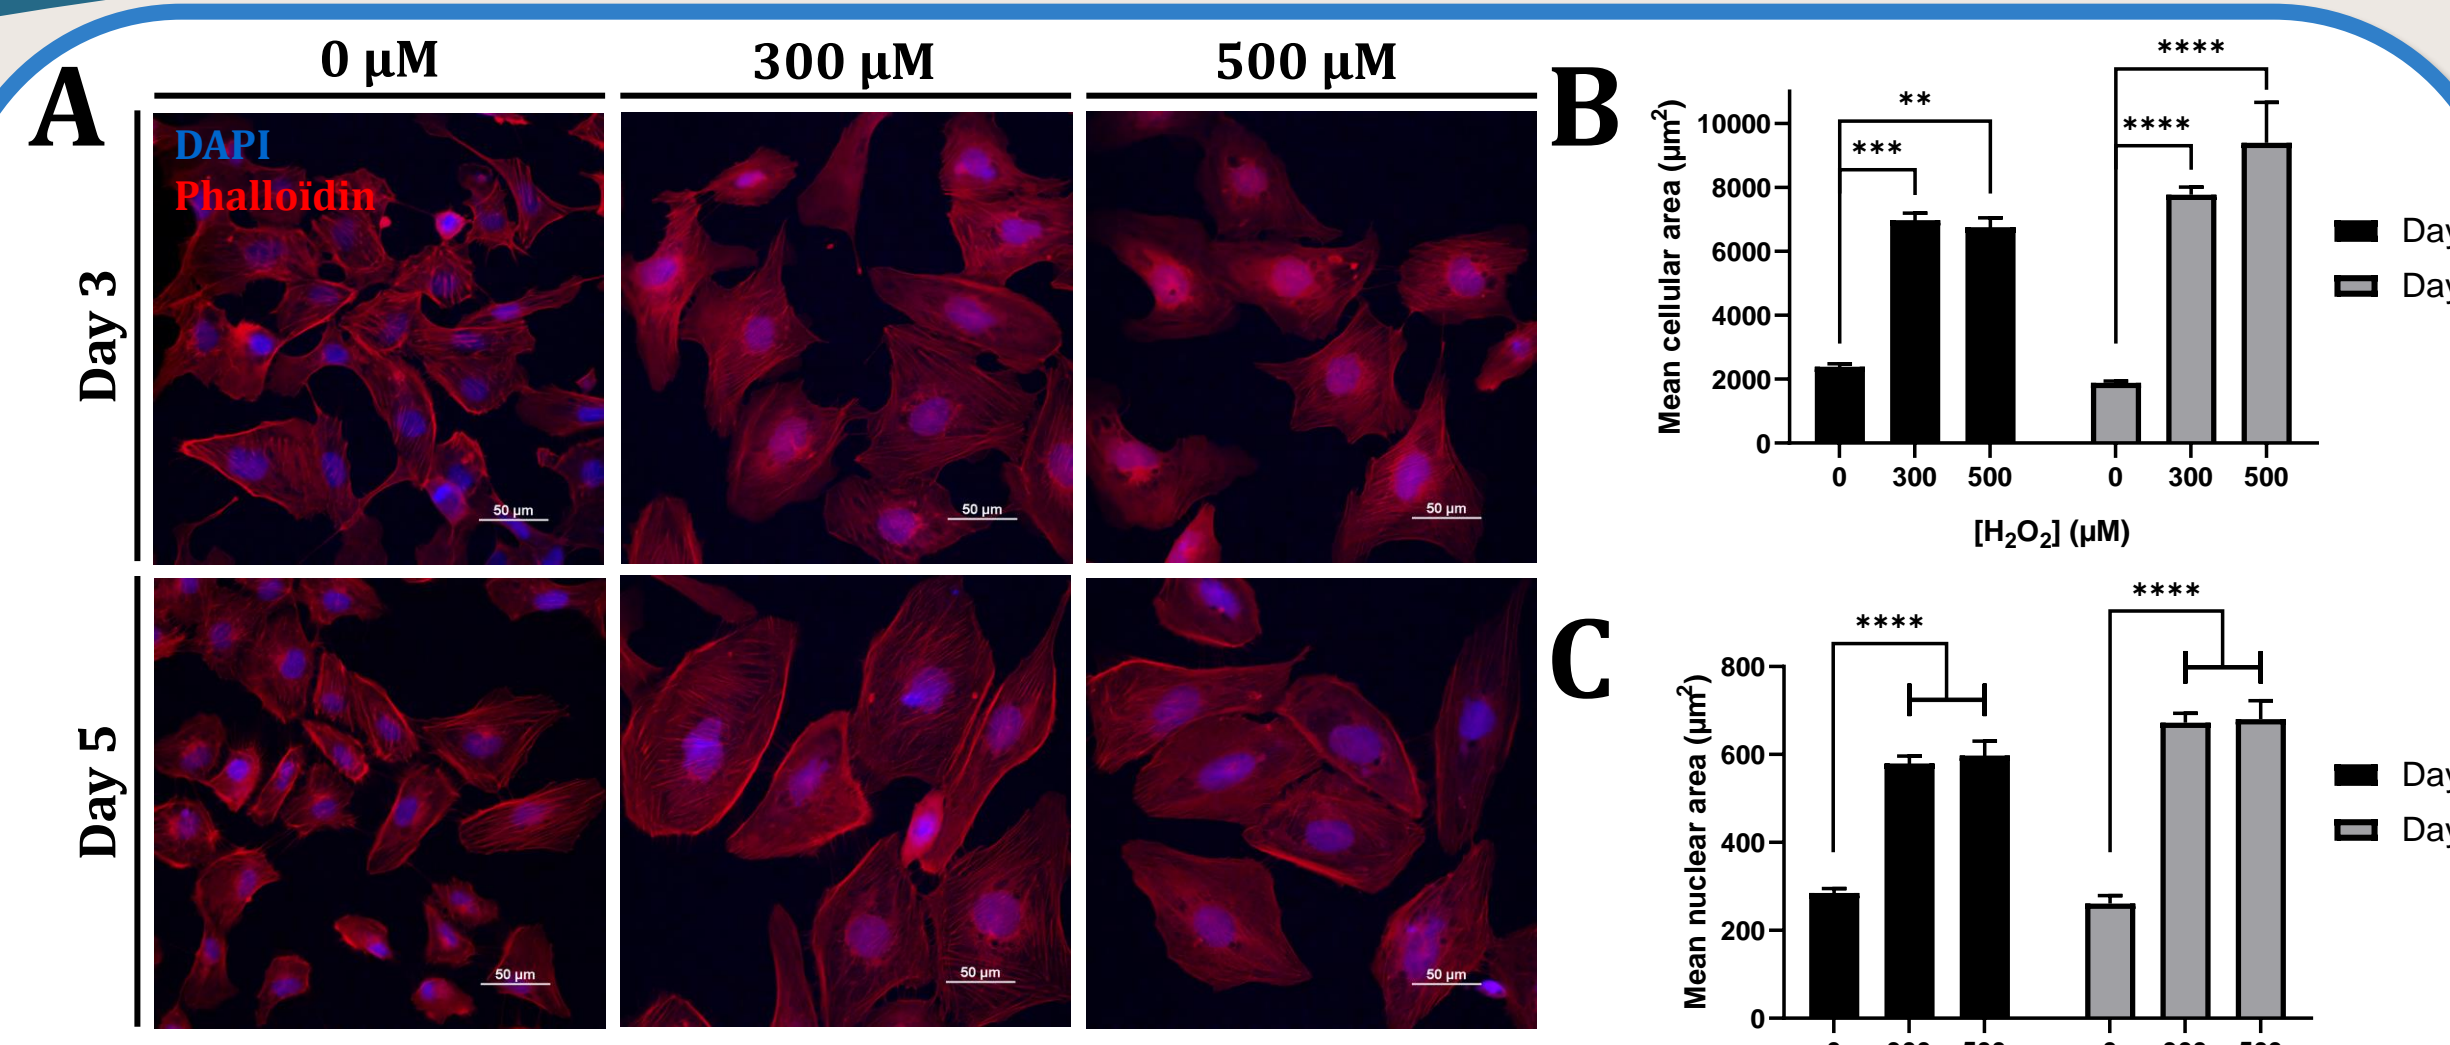 A
0 µM
300 µM
500 µM
Day 3
DAPI
Phalloïdin
50 µm
50 µm
50 µm
Day 5
50 µm
50 µm
50 µm
B
Mean cellular area (µm²)
10000
8000
6000
4000
2000
0
***
**
****
****
0 300 500 0 300 500
[H₂O₂] (µM)
C
Mean nuclear area (µm²)
800
600
400
200
0
****
****